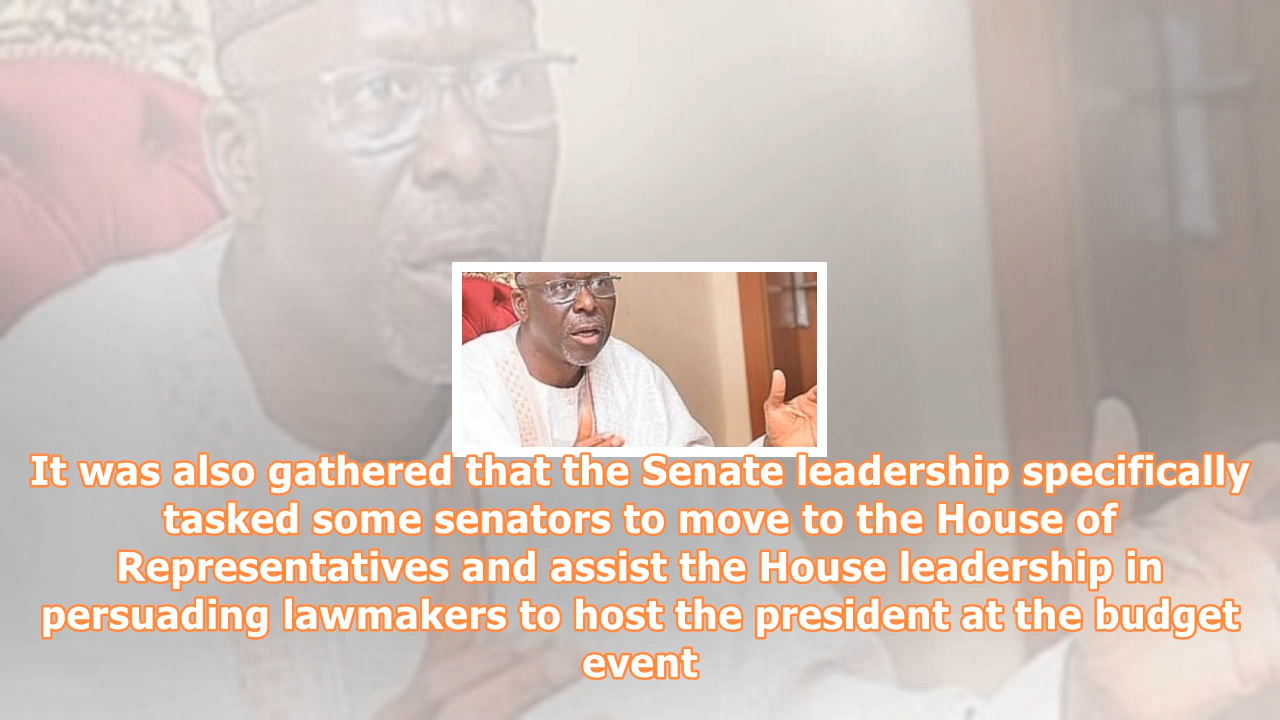 It was also gathered that the Senate leadership specifically
tasked some senators to move to the House of
Representatives and assist the House leadership in
persuading lawmakers to host the president at the budget
event